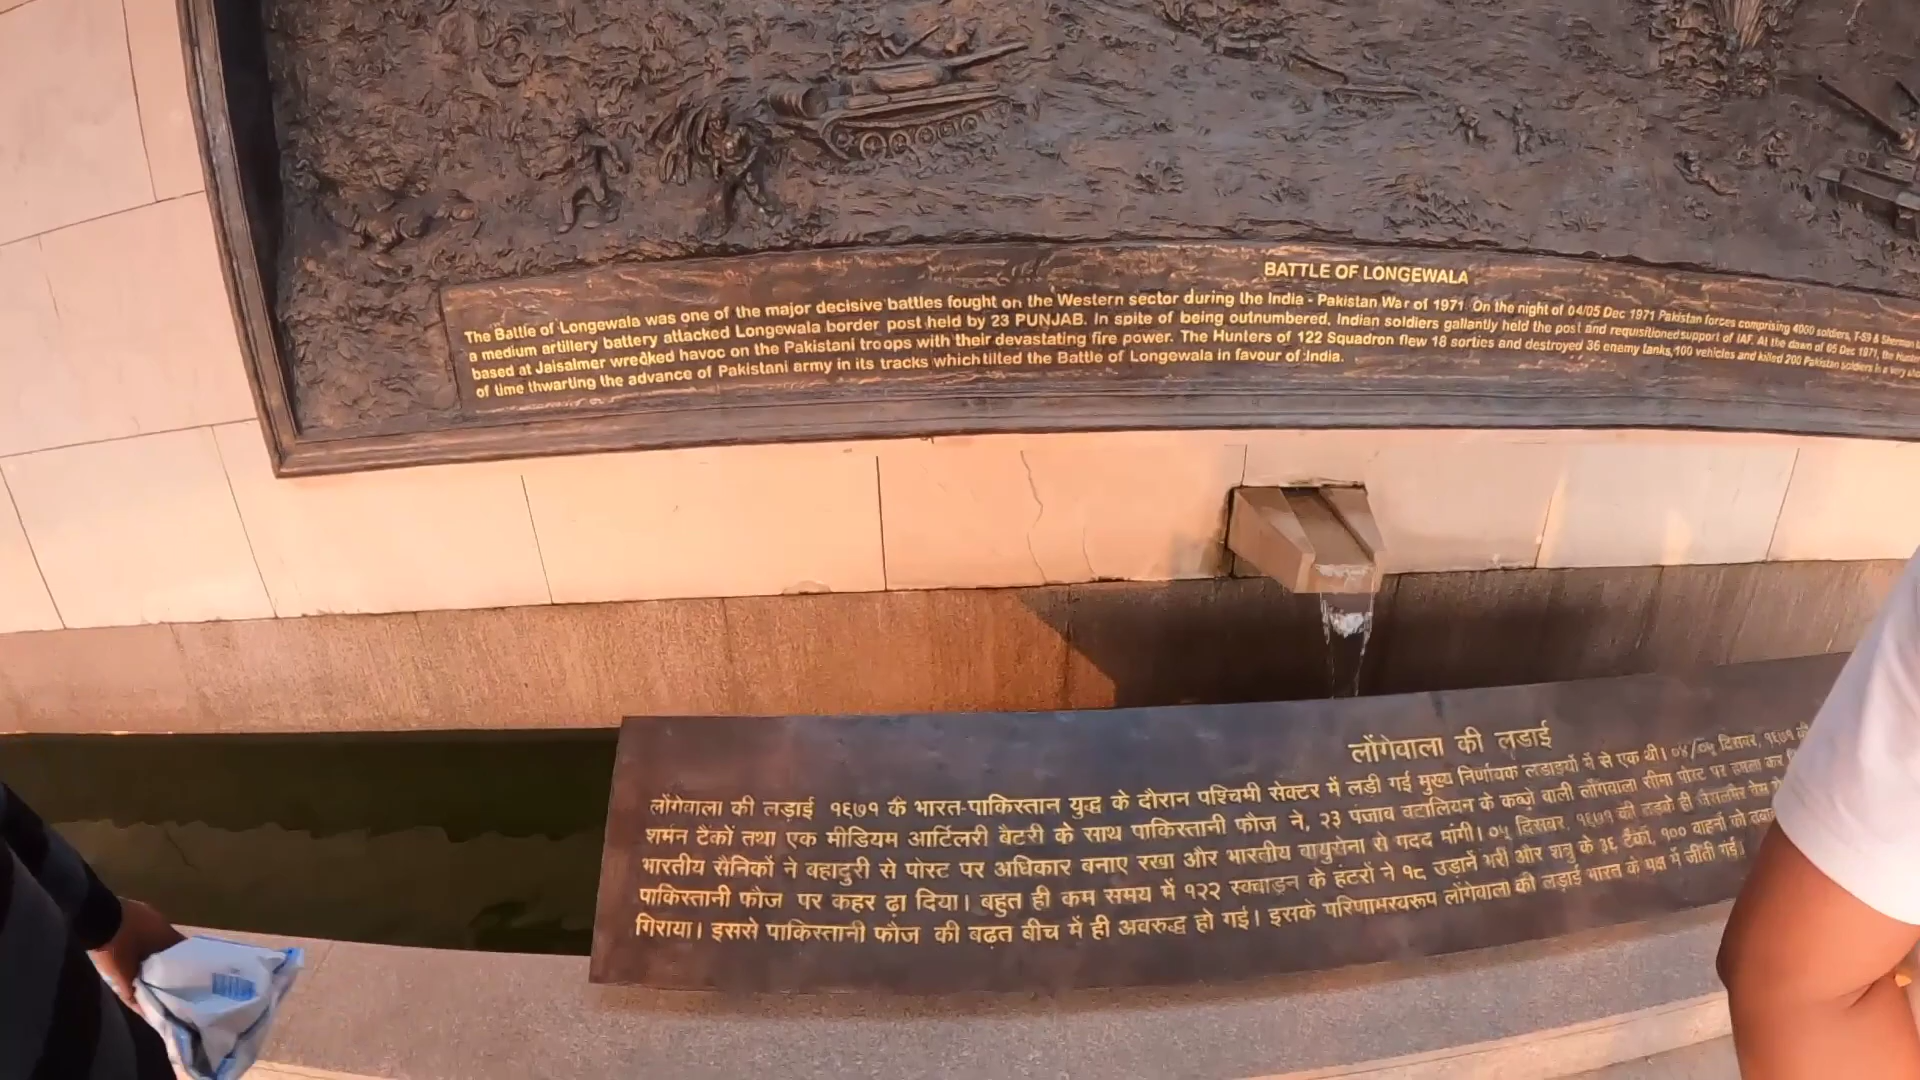 BATTLE OF LONGEWALA
The Battle of Longewala was one of the major decisive battles fought on the Western sector during the India - Pakistan War of 1971. On the night of 04/05 Dec 1971 Pakistan forces comprising 4000 soldiers, T-59 & Sherman
a medium artillery battery attacked Longewala border post held by 23 PUNJAB. In spite of being outnumbered, Indian soldiers gallantly held the post and requisitioned support of IAF. At the dawn of 05 Dec 1971, the Hunters
based at Jaisalmer wreaked havoc on the Pakistani troops with their devastating fire power. The Hunters of 122 Squadron flew 18 sorties and destroyed 36 enemy tanks, 100 vehicles and killed 200 Pakistan soldiers in a very
of time thwarting the advance of Pakistani army in its tracks which tilted the Battle of Longewala in favour of India.
लोंगेवाला की लडाई
लोंगेवाला की लड़ाई १९७१ के भारत-पाकिस्तान युद्ध के दौरान पश्चिमी सेक्टर में लडी गई मुख्य निर्णायक लडाइयों में से एक थी। ०४/०५ दिसंबर, १९७१ की
शर्मन टैंकों तथा एक मीडियम आर्टिलरी बैटरी के साथ पाकिस्तानी फौज ने, २३ पंजाब बटालियन के कब्ज़े वाली लोंगेवाला सीमा पोस्ट पर हमला कर
भारतीय सैनिकों ने बहादुरी से पोस्ट पर अधिकार बनाए रखा और भारतीय वायुसेना से मदद मांगी। ०५ दिसंबर, १९७१ की तड़के ही जैसलमेर बेस
पाकिस्तानी फौज पर कहर ढ़ा दिया। बहुत ही कम समय में १२२ स्क्वाड्रन के हंटरों ने १८ उड़ानें भरीं और शत्रु के ३६ टैंकों, १०० वाहनों को
गिराया। इससे पाकिस्तानी फौज की बढ़त बीच में ही अवरुद्ध हो गई। इसके परिणामस्वरूप लोंगेवाला की लड़ाई भारत के पक्ष में जीती गई।